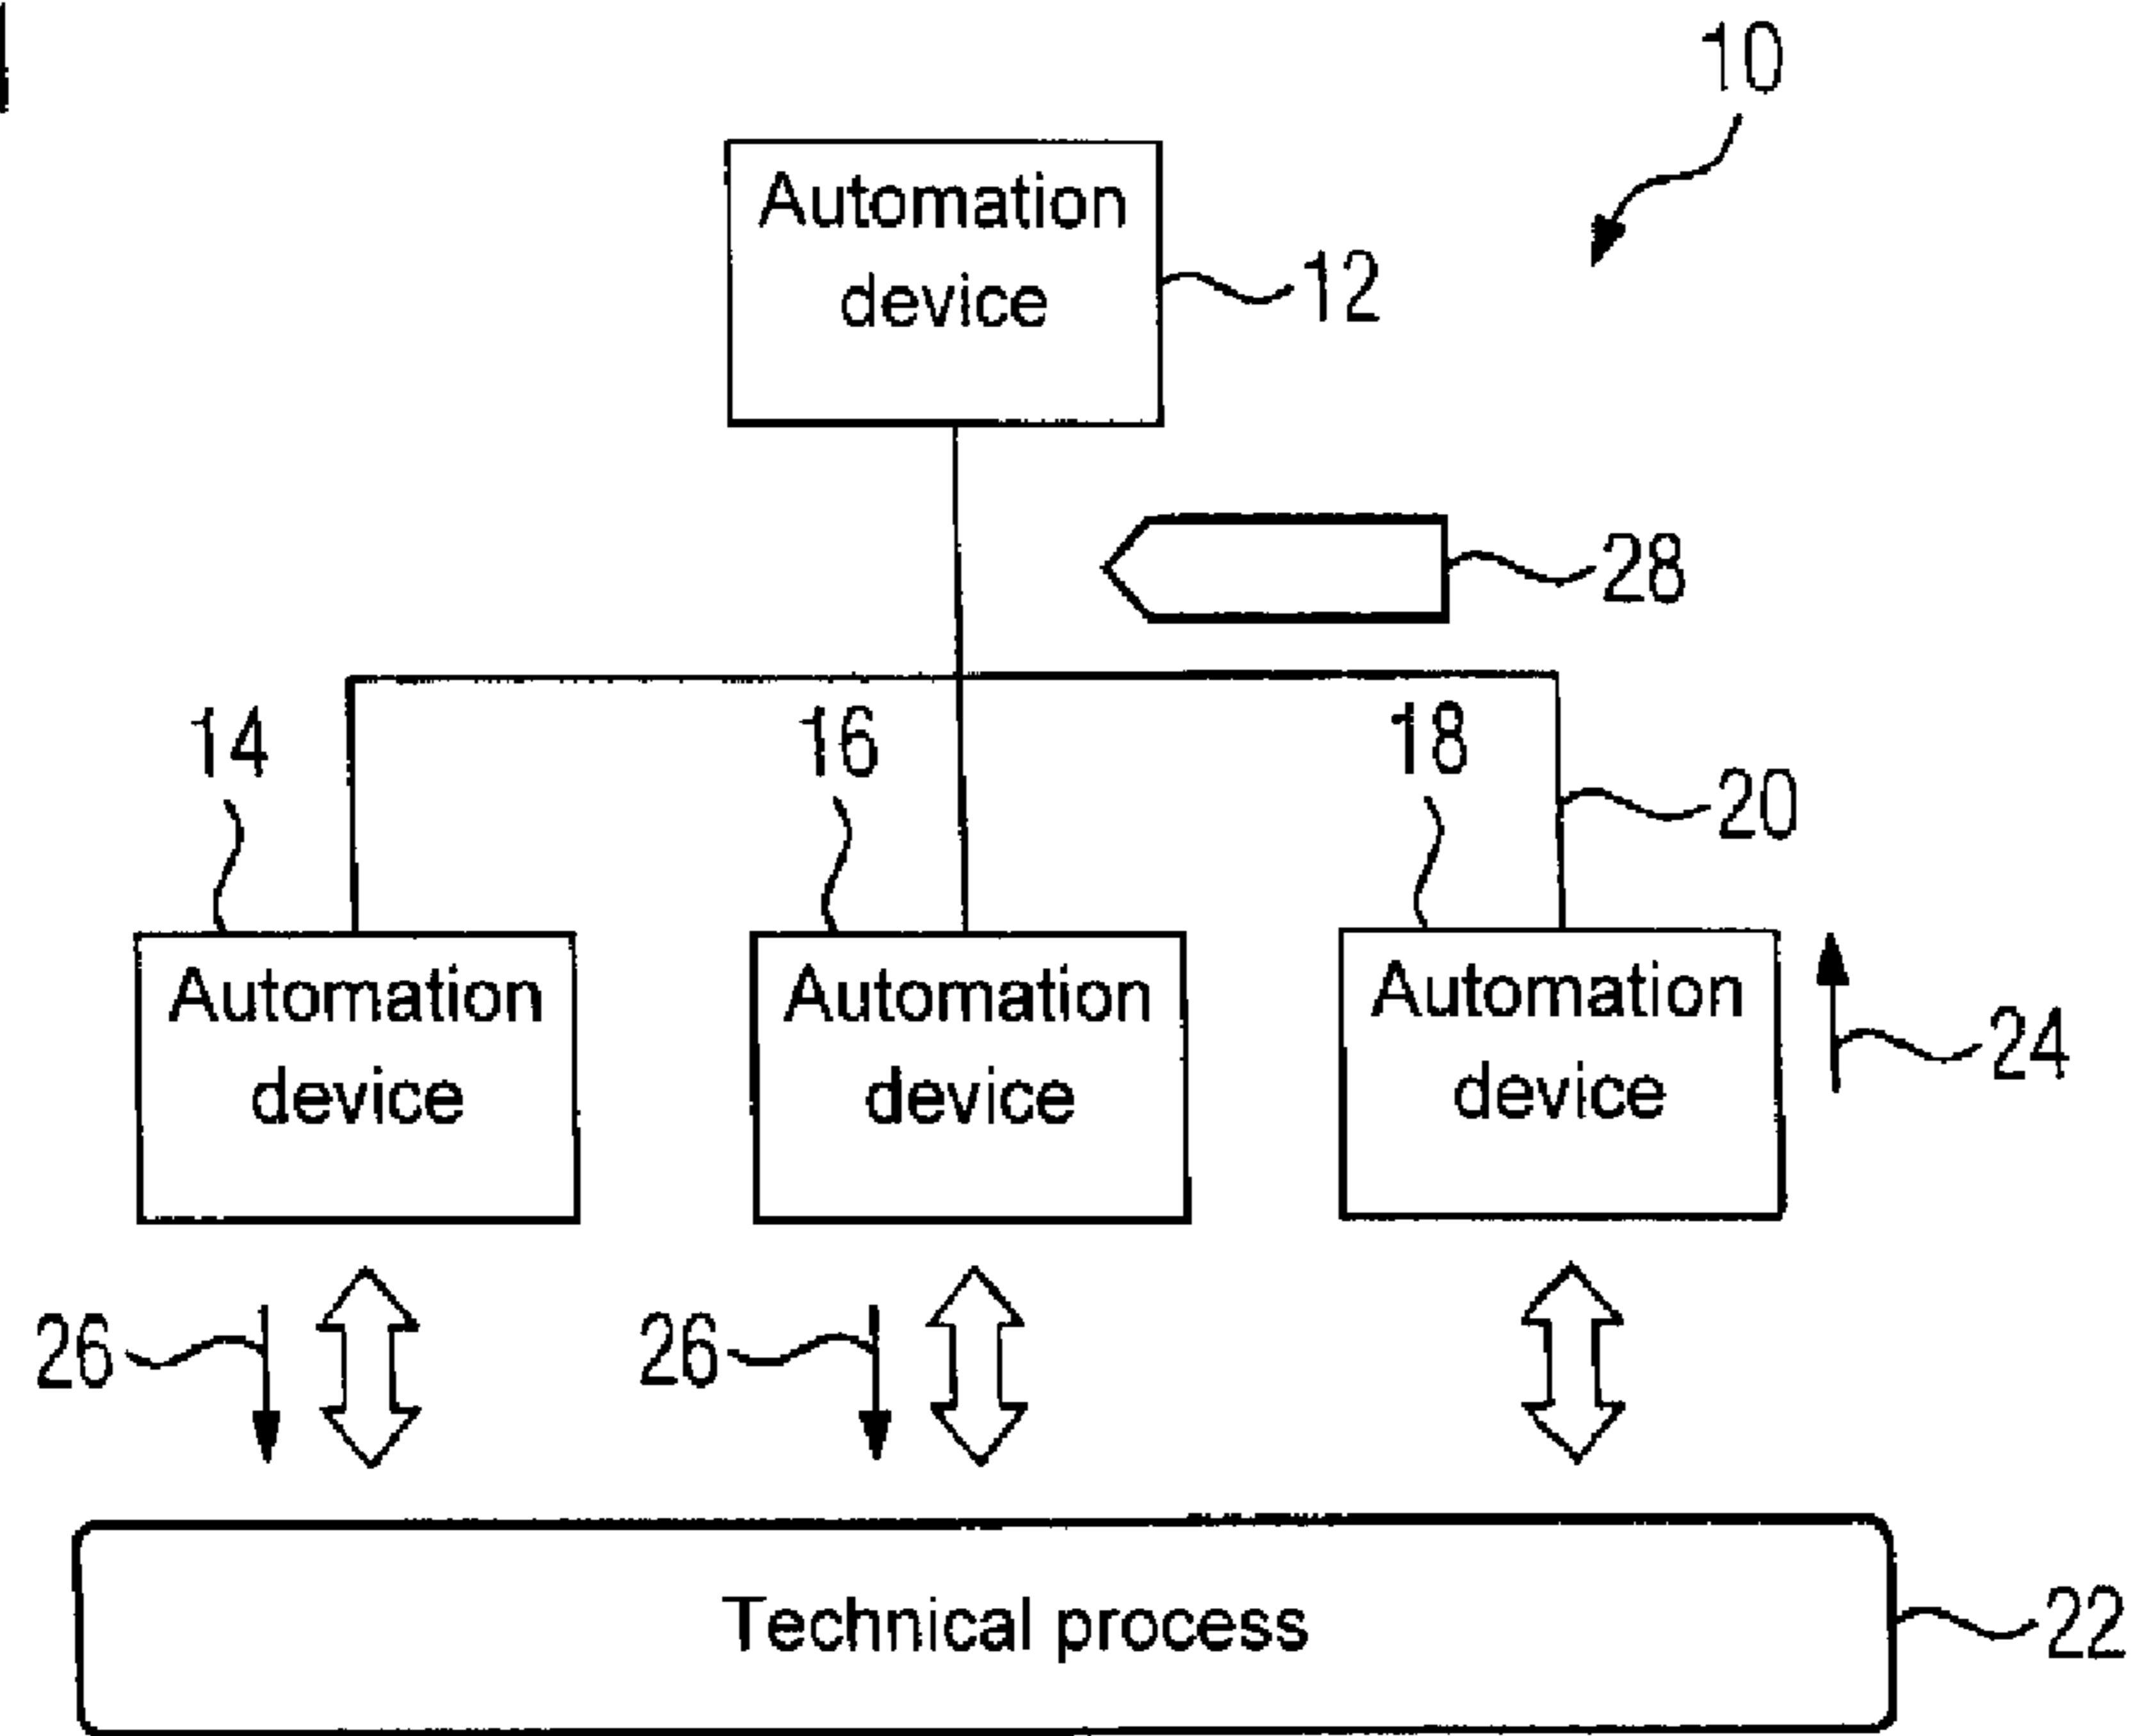 10
Automation
device
12
28
14
16
18
20
Automation
device
Automation
device
Automation
device
24
26
26
Technical process
22